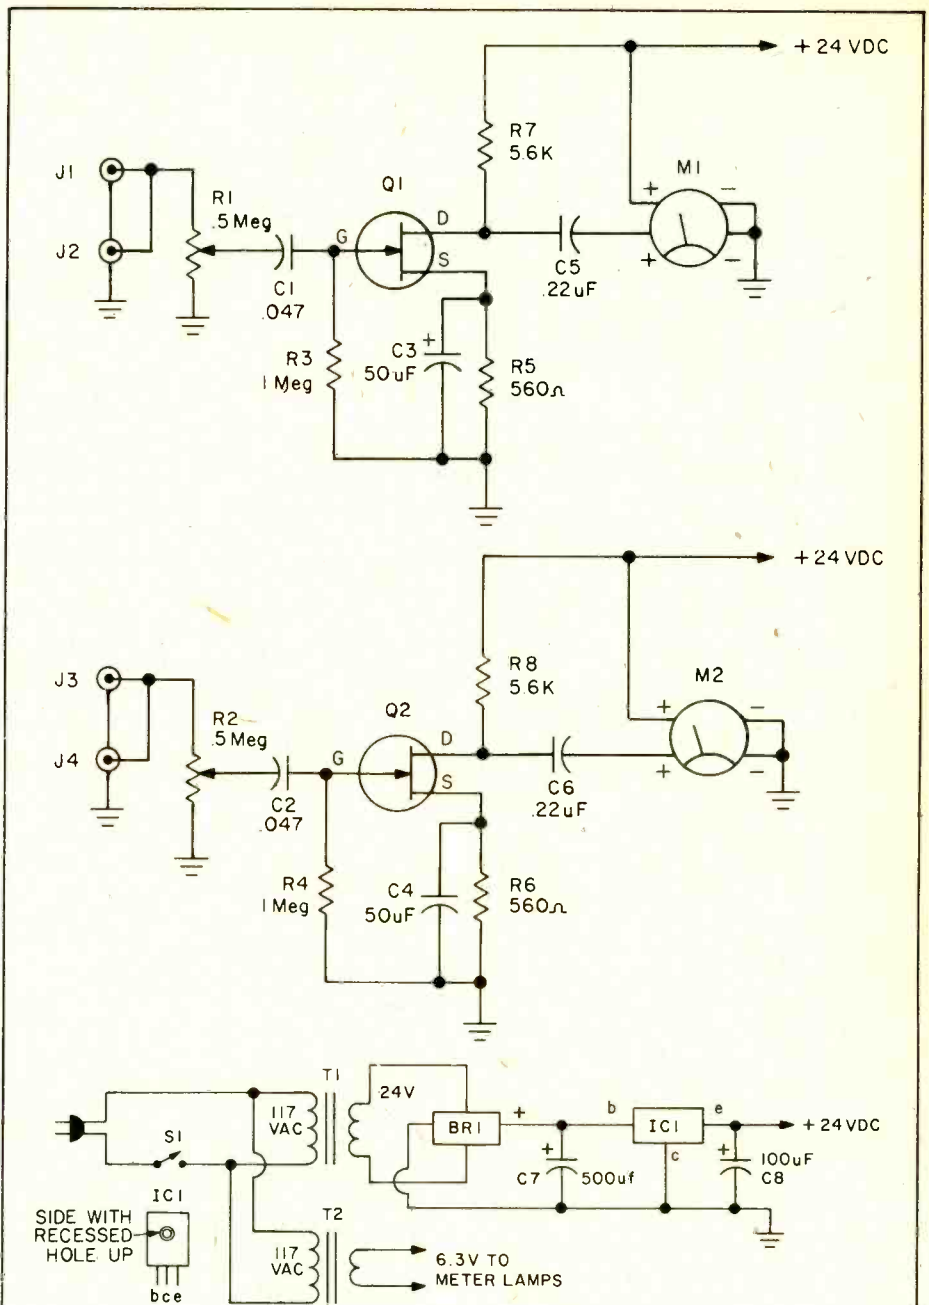 + 24 VDC
R7
5.6K
M1
J1
R1
.5 Meg
Q1
D
+
–
J2
G
S
+
–
C1
.047
C5
.22uF
R3
1 Meg
+
C3
50uF
R5
560Ω
+ 24 VDC
R8
5.6K
M2
J3
R2
.5 Meg
Q2
D
+
–
J4
G
S
+
–
C2
.047
C6
.22uF
R4
1 Meg
C4
50uF
R6
560Ω
T1
24V
117
VAC
BR1
+
b
IC1
e
+ 24 VDC
S1
c
+
C7
500uf
+
100uF
C8
IC1
SIDE WITH
RECESSED
HOLE UP
b c e
T2
117
VAC
6.3V TO
METER LAMPS